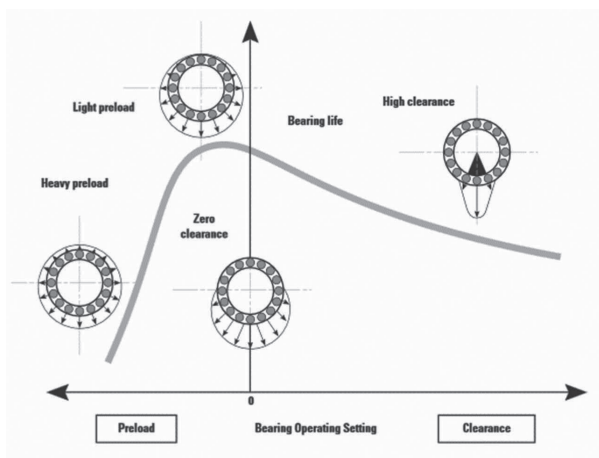 Light preload
High clearance
Bearing life
Heavy preload
Zero
clearance
0
Preload
Bearing Operating Setting
Clearance